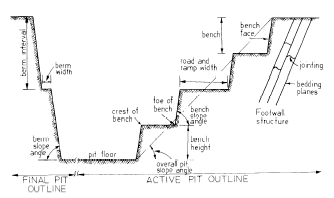 berm interval
berm
width
bench
bench
face
road and
ramp width
jointing
bedding
planes
Footwall
structure
toe of
bench
crest of
bench
bench
slope
angle
berm
slope
angle
pit floor
bench
height
overall pit
slope angle
FINAL PIT
OUTLINE
ACTIVE PIT OUTLINE